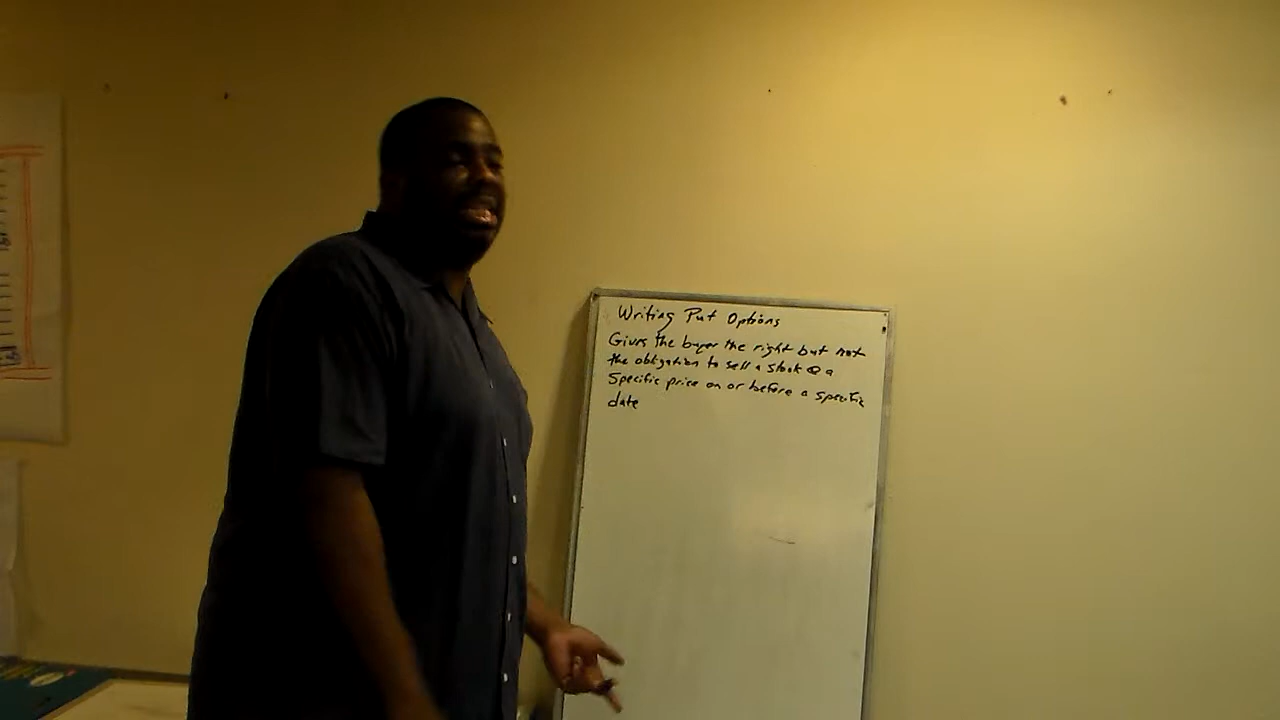 Writing Put Options
Givrs the buyer the right but not
the obligation to sell a stock @ a
Specific price on or before a specific
date